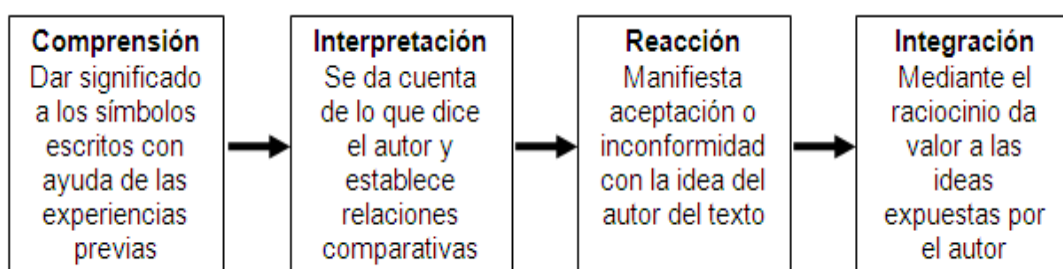 Comprensión
Dar significado
a los símbolos
escritos con
ayuda de las
experiencias
previas
Interpretación
Se da cuenta
de lo que dice
el autor y
establece
relaciones
comparativas
Reacción
Manifiesta
aceptación o
inconformidad
con la idea del
autor del texto
Integración
Mediante el
raciocinio da
valor a las
ideas
expuestas por
el autor